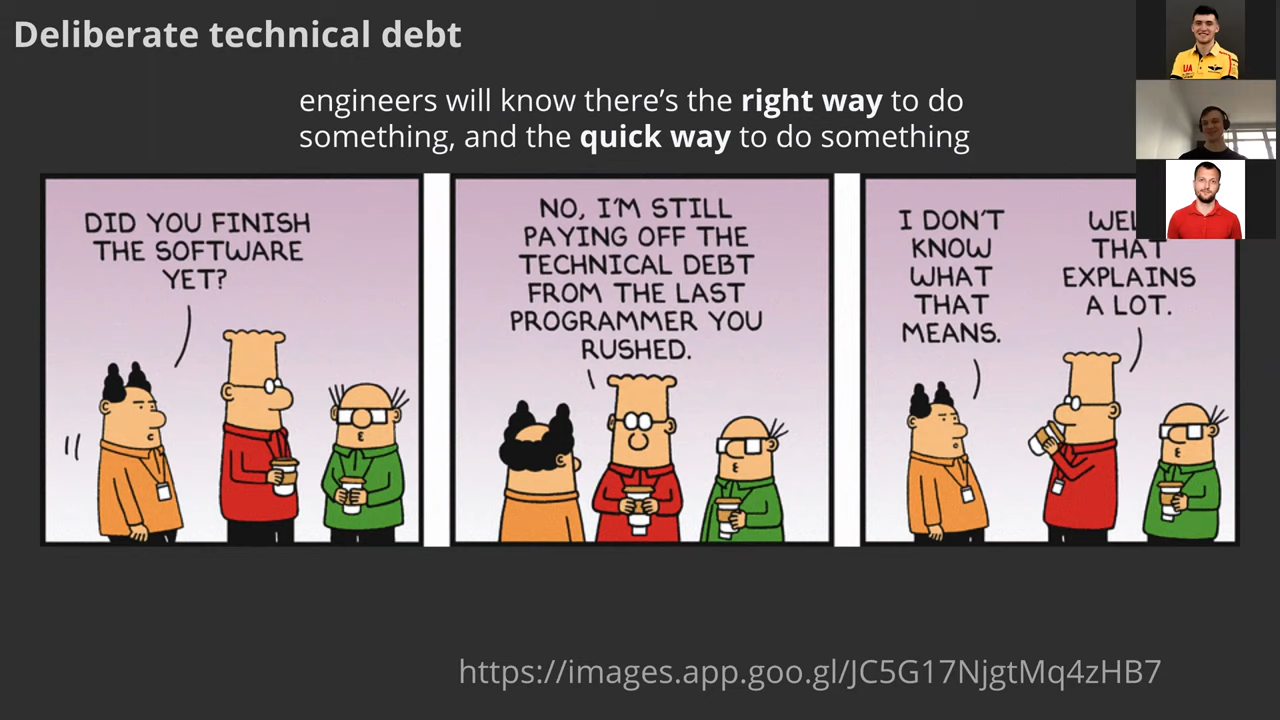 Deliberate technical debt
engineers will know there's the right way to do
something, and the quick way to do something
DID YOU FINISH
THE SOFTWARE
YET?
NO, I'M STILL
PAYING OFF THE
TECHNICAL DEBT
FROM THE LAST
PROGRAMMER YOU
RUSHED.
I DON'T
KNOW
WHAT
THAT
MEANS.
WEL
THAT
EXPLAINS
A LOT.
https://images.app.goo.gl/JC5G17NjgtMq4zHB7
UA